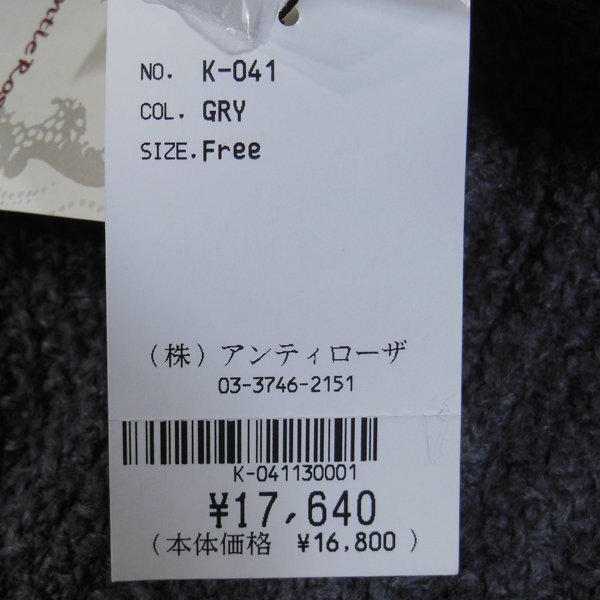 NO. K-041
COL. GRY
SIZE. Free
(株)アンティローザ
03-3746-2151
K-041130001
¥17,640
(本体価格 ¥16,800)